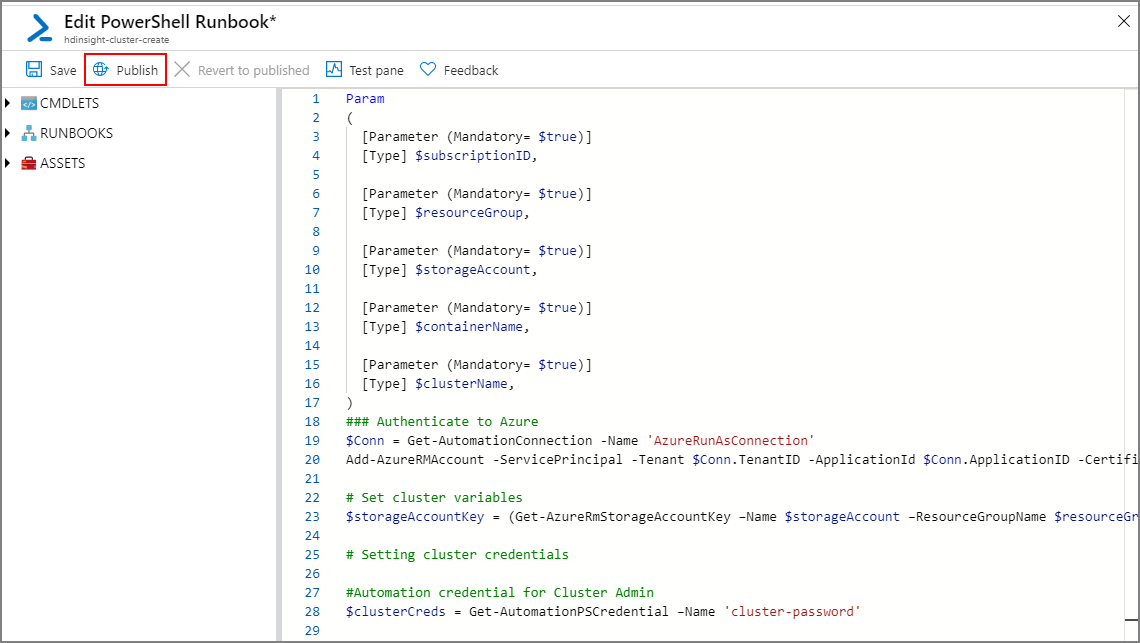 Edit PowerShell Runbook*
hdinsight-cluster-create
Save Publish Revert to published Test pane Feedback
CMDLETS
RUNBOOKS
ASSETS
1 Param
2 (
3 [Parameter (Mandatory= $true)]
4 [Type] $subscriptionID,
5
6 [Parameter (Mandatory= $true)]
7 [Type] $resourceGroup,
8
9 [Parameter (Mandatory= $true)]
10 [Type] $storageAccount,
11
12 [Parameter (Mandatory= $true)]
13 [Type] $containerName,
14
15 [Parameter (Mandatory= $true)]
16 [Type] $clusterName,
17 )
18 ### Authenticate to Azure
19 $Conn = Get-AutomationConnection -Name 'AzureRunAsConnection'
20 Add-AzureRMAccount -ServicePrincipal -Tenant $Conn.TenantID -ApplicationId $Conn.ApplicationID -Certifi
21
22 # Set cluster variables
23 $storageAccountKey = (Get-AzureRmStorageAccountKey –Name $storageAccount –ResourceGroupName $resourceGr
24
25 # Setting cluster credentials
26
27 #Automation credential for Cluster Admin
28 $clusterCreds = Get-AutomationPSCredential –Name 'cluster-password'
29